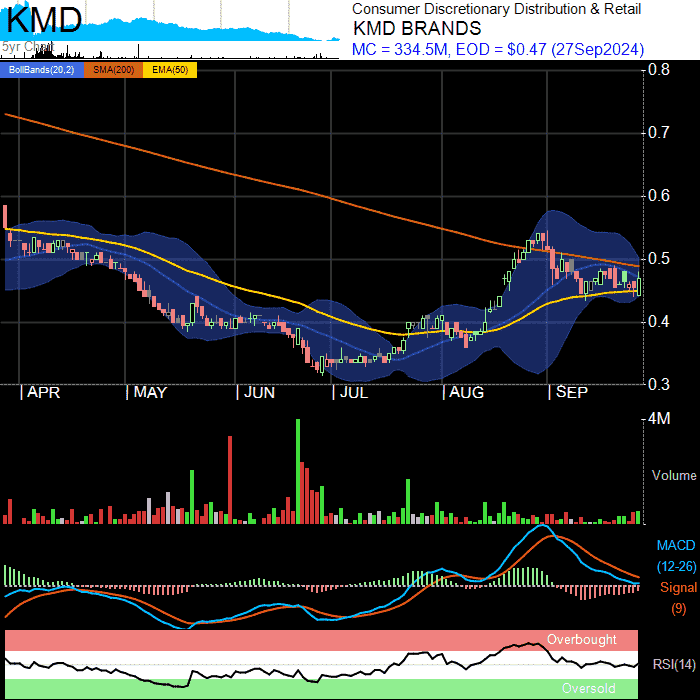 KMD
5yr Chart
Consumer Discretionary Distribution & Retail
KMD BRANDS
MC = 334.5M, EOD = $0.47 (27Sep2024)
BollBands(20,2) SMA(200) EMA(50)
0.8
0.7
0.6
0.5
0.4
0.3
| APR | MAY | JUN | JUL | AUG | SEP
4M
Volume
MACD
(12-26)
Signal
(9)
Overbought
RSI(14)
Oversold